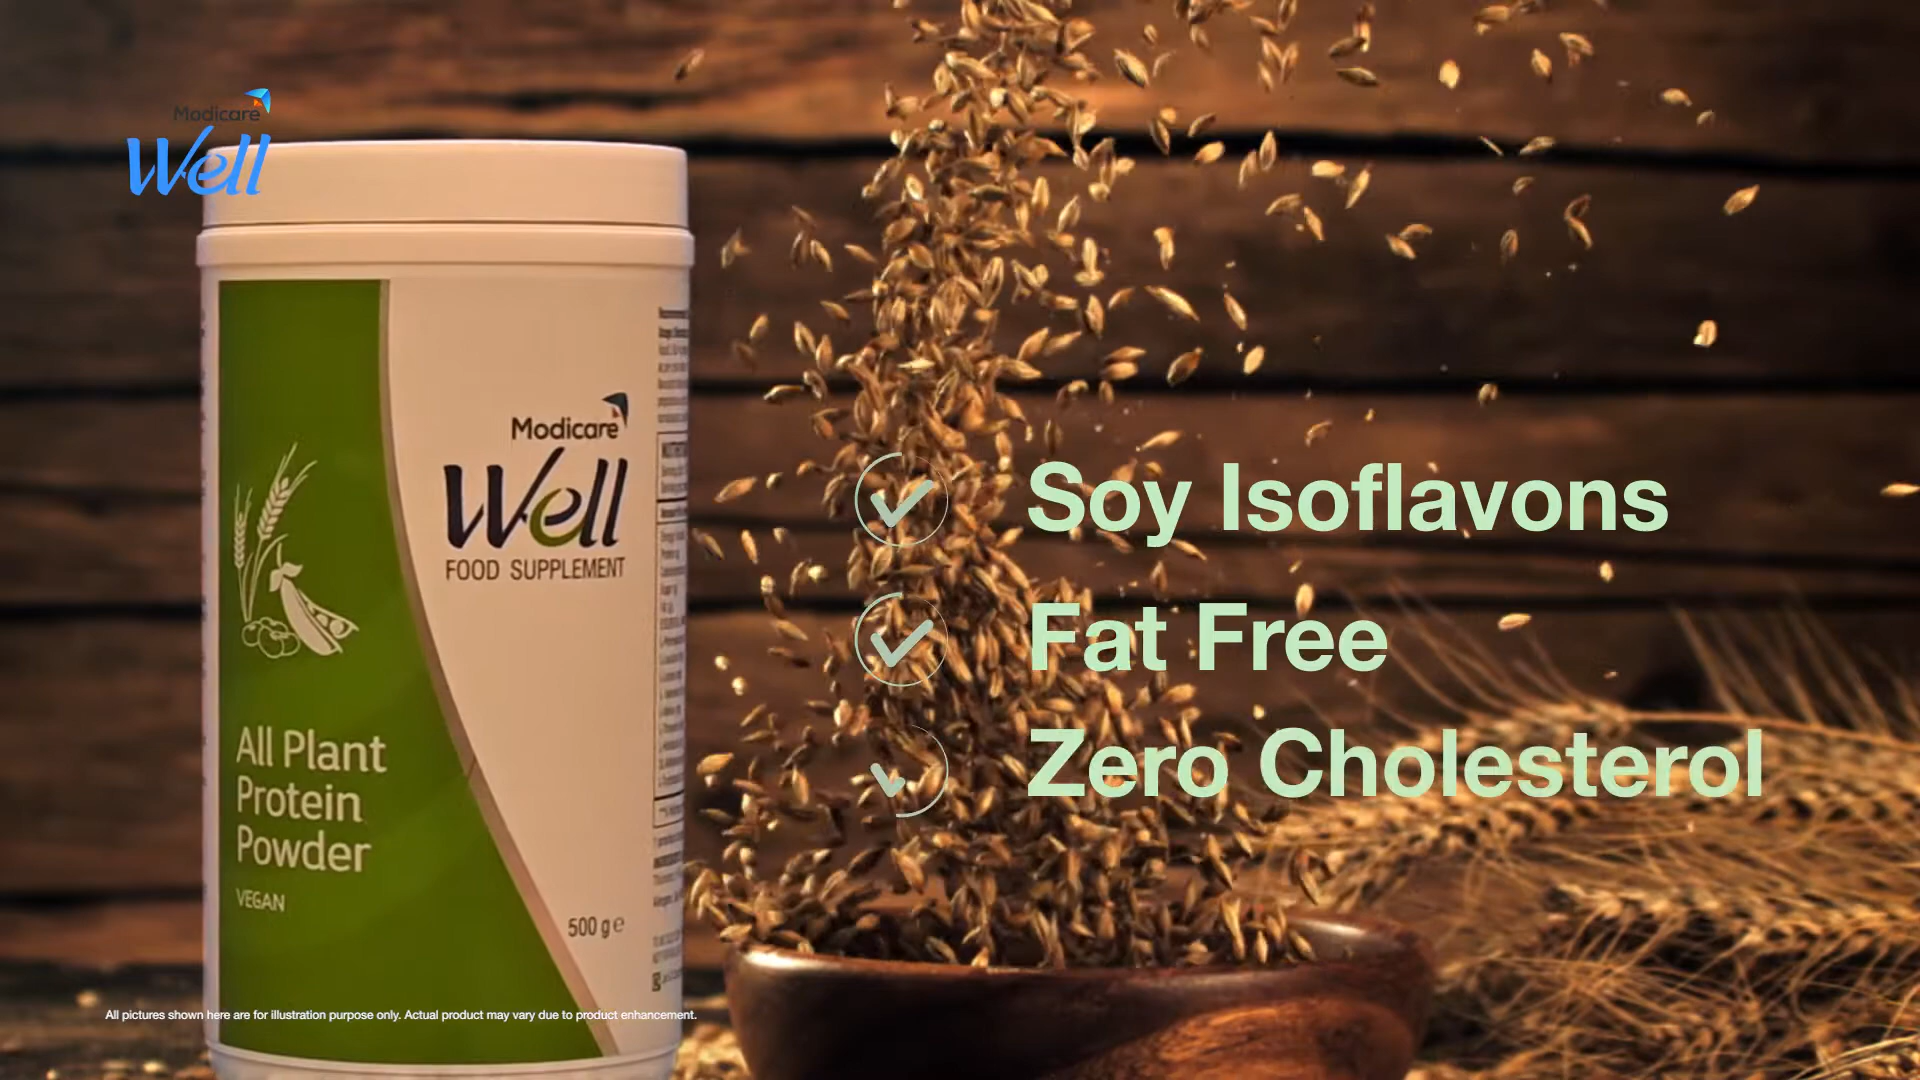 Modicare
Well
Modicare
Well
FOOD SUPPLEMENT
All Plant
Protein
Powder
VEGAN
500 g e
Soy Isoflavons
Fat Free
Zero Cholesterol
All pictures shown here are for illustration purpose only. Actual product may vary due to product enhancement.